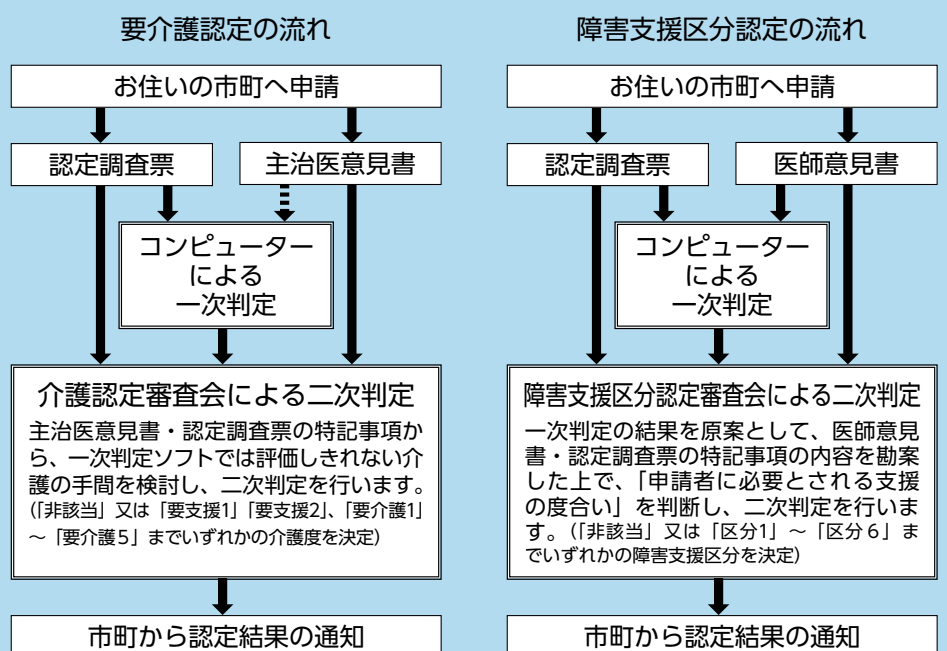 要介護認定の流れ
お住いの市町へ申請
認定調査票
主治医意見書
コンピューター
による
一次判定
介護認定審査会による二次判定
主治医意見書・認定調査票の特記事項か
ら、一次判定ソフトでは評価しきれない介
護の手間を検討し、二次判定を行います。
(「非該当」又は「要支援1」「要支援2」、「要介護1」
～「要介護５」までいずれかの介護度を決定)
市町から認定結果の通知
障害支援区分認定の流れ
お住いの市町へ申請
認定調査票
医師意見書
コンピューター
による
一次判定
障害支援区分認定審査会による二次判定
一次判定の結果を原案として、医師意見
書・認定調査票の特記事項の内容を勘案
した上で、「申請者に必要とされる支援
の度合い」を判断し、二次判定を行いま
す。(「非該当」又は「区分1」～「区分６」ま
でいずれかの障害支援区分を決定)
市町から認定結果の通知